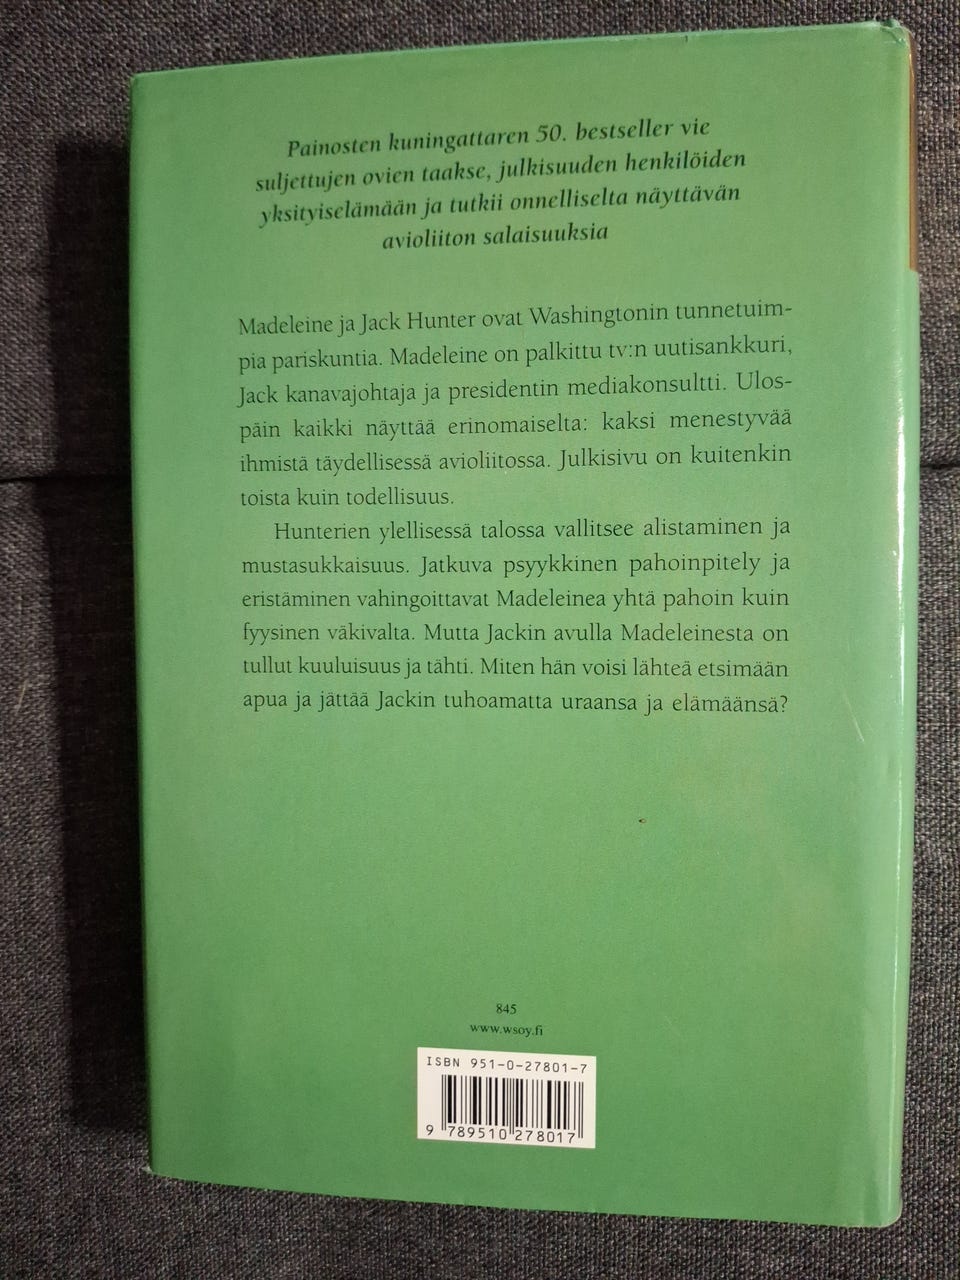 Painosten kuningattaren 50. bestseller vie
suljettujen ovien taakse, julkisuuden henkilöiden
yksityiselämään ja tutkii onnelliselta näyttävän
avioliiton salaisuuksia
Madeleine ja Jack Hunter ovat Washingtonin tunnetuim-
pia pariskuntia. Madeleine on palkittu tv:n uutisankkuri,
Jack kanavajohtaja ja presidentin mediakonsultti. Ulos-
päin kaikki näyttää erinomaiselta: kaksi menestyvää
ihmistä täydellisessä avioliitossa. Julkisivu on kuitenkin
toista kuin todellisuus.
Hunterien ylellisessä talossa vallitsee alistaminen ja
mustasukkaisuus. Jatkuva psyykkinen pahoinpitely ja
eristäminen vahingoittavat Madeleinea yhtä pahoin kuin
fyysinen väkivalta. Mutta Jackin avulla Madeleinesta on
tullut kuuluisuus ja tähti. Miten hän voisi lähteä etsimään
apua ja jättää Jackin tuhoamatta uraansa ja elämäänsä?
845
www.wsoy.fi
ISBN 951-0-27801-7
9 789510 278017